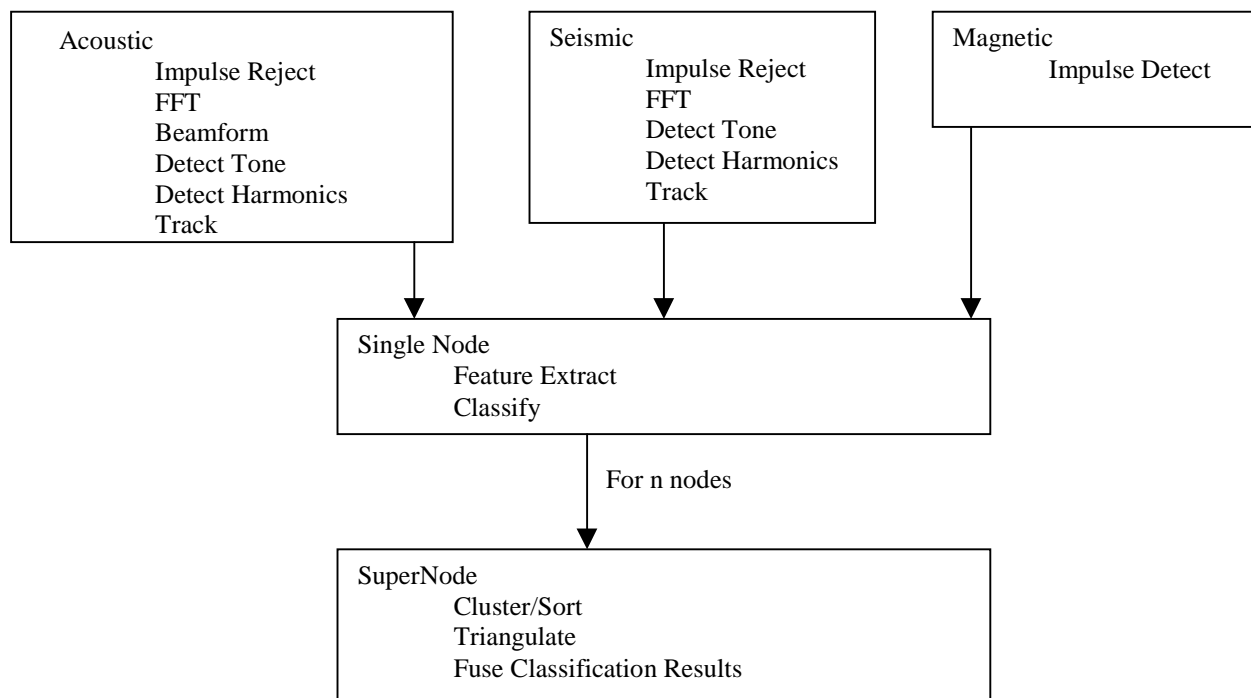 Acoustic
Impulse Reject
FFT
Beamform
Detect Tone
Detect Harmonics
Track
Seismic
Impulse Reject
FFT
Detect Tone
Detect Harmonics
Track
Magnetic
Impulse Detect
Single Node
Feature Extract
Classify
For n nodes
SuperNode
Cluster/Sort
Triangulate
Fuse Classification Results